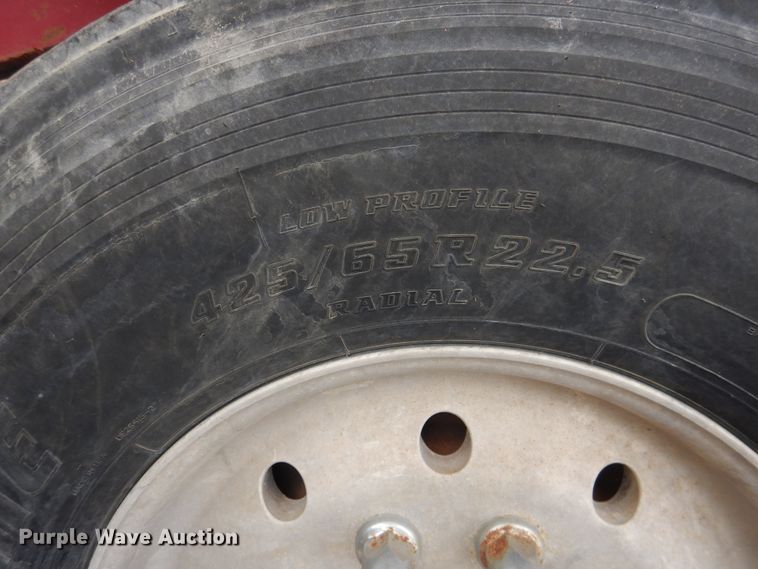 LOW PROFILE
425/65R22.5
RADIAL
Purple Wave Auction